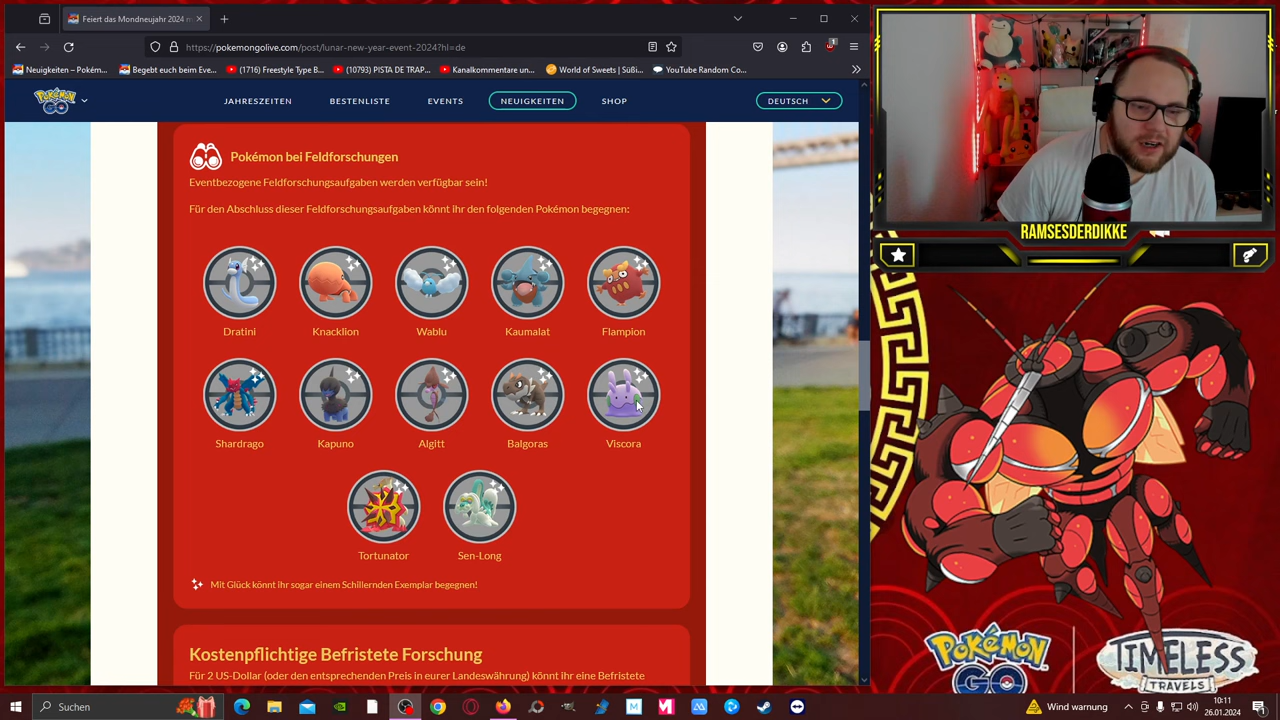 Feiert das Mondneujahr 2024 m
https://pokemongolive.com/post/lunar-new-year-event-2024?hl=de
1
Neuigkeiten – Pokém...
Begebt euch beim Eve...
(1716) Freestyle Type B...
(10793) PISTA DE TRAP...
Kanalkommentare un...
World of Sweets | Süßi...
YouTube Random Co...
POKÉMON GO
JAHRESZEITEN
BESTENLISTE
EVENTS
NEUIGKEITEN
SHOP
DEUTSCH
Pokémon bei Feldforschungen
Eventbezogene Feldforschungsaufgaben werden verfügbar sein!
Für den Abschluss dieser Feldforschungsaufgaben könnt ihr den folgenden Pokémon begegnen:
Dratini
Knacklion
Wablu
Kaumalat
Flampion
Shardrago
Kapuno
Algitt
Balgoras
Viscora
Tortunator
Sen-Long
Mit Glück könnt ihr sogar einem Schillernden Exemplar begegnen!
Kostenpflichtige Befristete Forschung
Für 2 US-Dollar (oder den entsprechenden Preis in eurer Landeswährung) könnt ihr eine Befristete
RAMSESDERDIKKE
POKÉMON
GO
TIMELESS
TRAVELS
Suchen
Wind warnung
10:11
26.01.2024